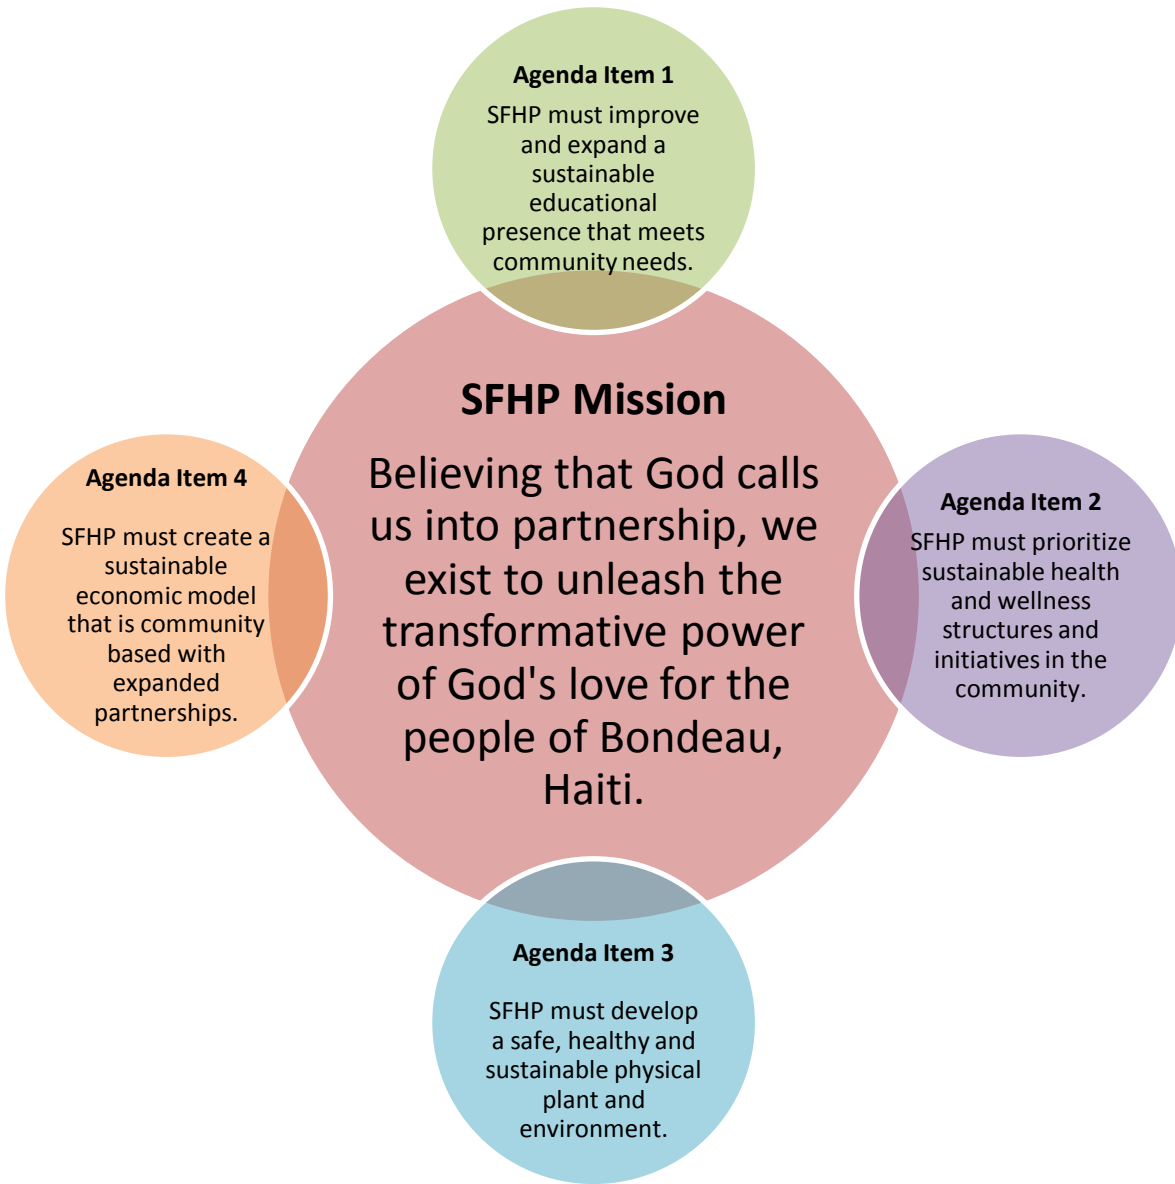 Agenda Item 1
SFHP must improve
and expand a
sustainable
educational
presence that meets
community needs.
SFHP Mission
Believing that God calls
us into partnership, we
exist to unleash the
transformative power
of God's love for the
people of Bondeau,
Haiti.
Agenda Item 4
SFHP must create a
sustainable
economic model
that is community
based with
expanded
partnerships.
Agenda Item 2
SFHP must prioritize
sustainable health
and wellness
structures and
initiatives in the
community.
Agenda Item 3
SFHP must develop
a safe, healthy and
sustainable physical
plant and
environment.